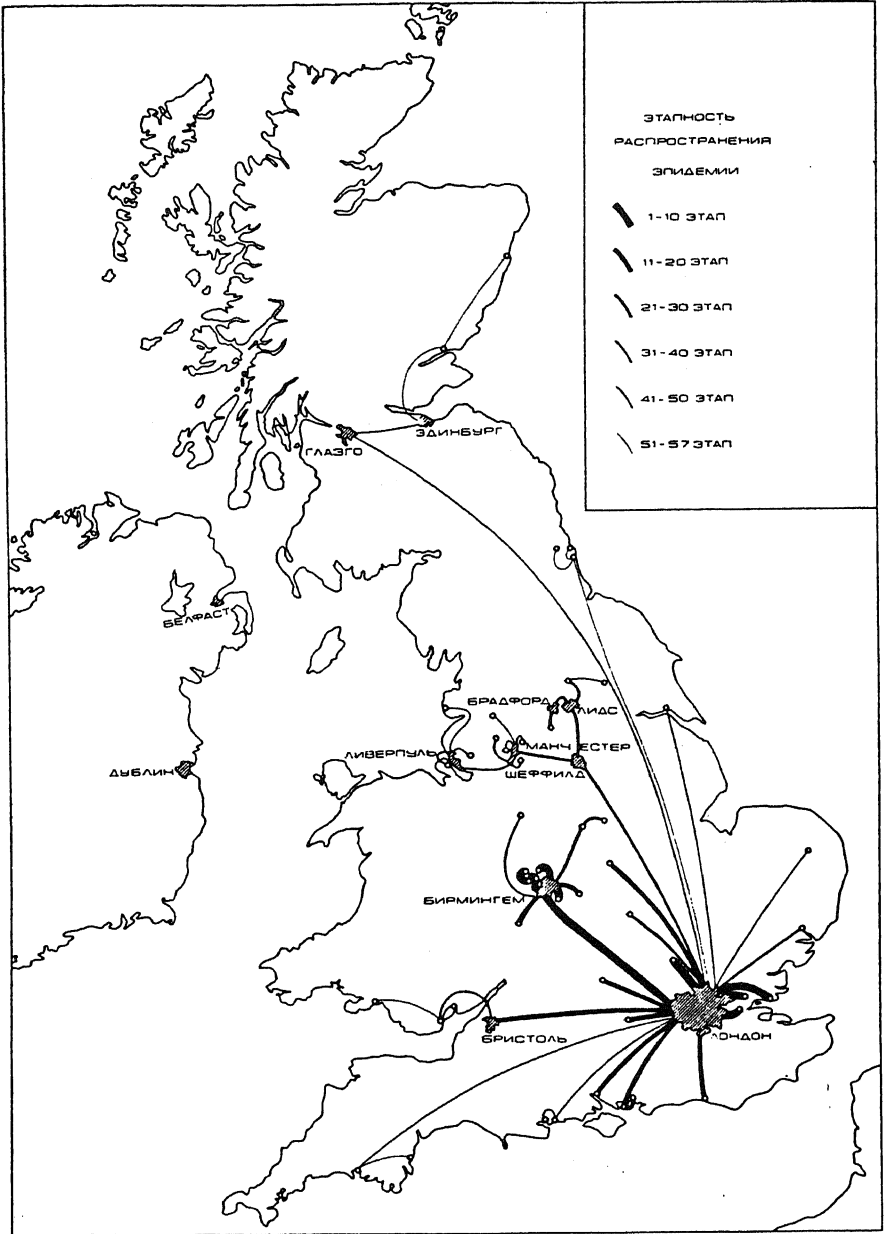 ЭТАПНОСТЬ
РАСПРОСТРАНЕНИЯ
ЭПИДЕМИИ
1-10 ЭТАП
11-20 ЭТАП
21-30 ЭТАП
31-40 ЭТАП
41-50 ЭТАП
51-57 ЭТАП
ЭДИНБУРГ
ГЛАЗГО
БЕЛФАСТ
БРАДФОРД
ЛИДС
МАНЧЕСТЕР
ЛИВЕРПУЛЬ
ШЕФФИЛД
ДУБЛИН
БИРМИНГЕМ
БРИСТОЛЬ
ЛОНДОН